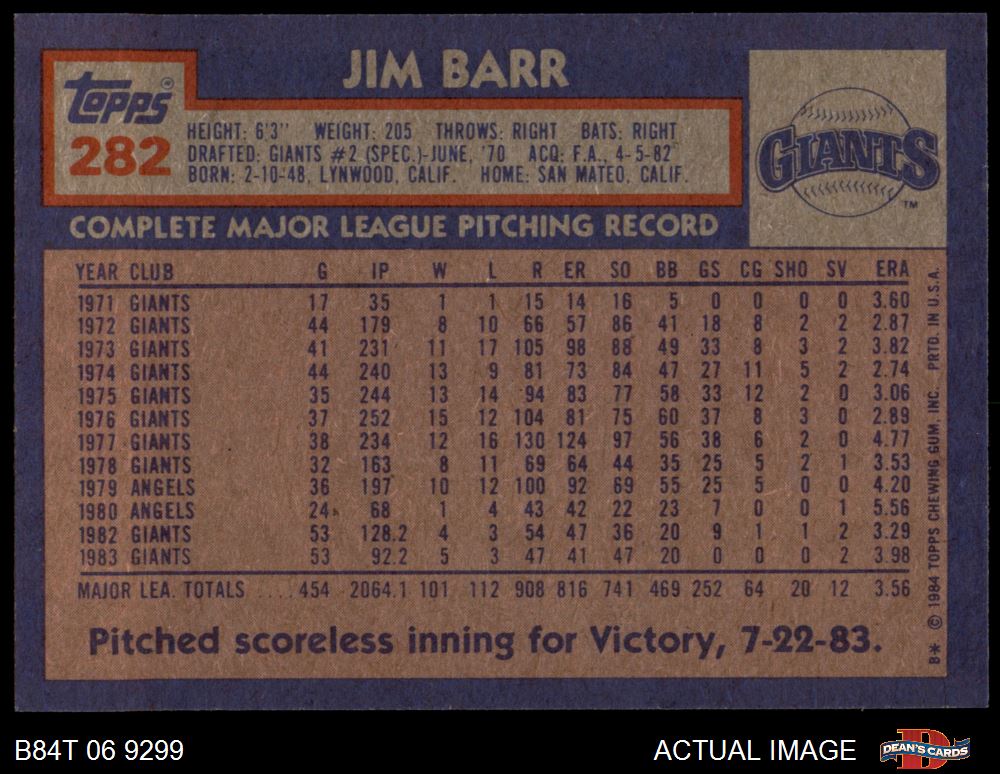 JIM BARR
Topps®
282
HEIGHT: 6'3" WEIGHT: 205 THROWS: RIGHT BATS: RIGHT
DRAFTED: GIANTS #2 (SPEC.)-JUNE, '70 ACQ: F.A., 4-5-82
BORN: 2-10-48, LYNWOOD, CALIF. HOME: SAN MATEO, CALIF.
GIANTS
TM
COMPLETE MAJOR LEAGUE PITCHING RECORD
YEAR CLUB G IP W L R ER SO BB GS CG SHO SV ERA
1971 GIANTS 17 35 1 1 15 14 16 5 0 0 0 0 3.60
1972 GIANTS 44 179 8 10 66 57 86 41 18 8 2 2 2.87
1973 GIANTS 41 231 11 17 105 98 88 49 33 8 3 2 3.82
1974 GIANTS 44 240 13 9 81 73 84 47 27 11 5 2 2.74
1975 GIANTS 35 244 13 14 94 83 77 58 33 12 2 0 3.06
1976 GIANTS 37 252 15 12 104 81 75 60 37 8 3 0 2.89
1977 GIANTS 38 234 12 16 130 124 97 56 38 6 2 0 4.77
1978 GIANTS 32 163 8 11 69 64 44 35 25 5 2 1 3.53
1979 ANGELS 36 197 10 12 100 92 69 55 25 5 0 0 4.20
1980 ANGELS 24 68 1 4 43 42 22 23 7 0 0 1 5.56
1982 GIANTS 53 128.2 4 3 54 47 36 20 9 1 1 2 3.29
1983 GIANTS 53 92.2 5 3 47 41 47 20 0 0 0 2 3.98
MAJOR LEA. TOTALS .... 454 2064.1 101 112 908 816 741 469 252 64 20 12 3.56
Pitched scoreless inning for Victory, 7-22-83.
B* © 1984 TOPPS CHEWING GUM, INC. PRTD. IN U.S.A.
B84T 06 9299
ACTUAL IMAGE
DEAN'S CARDS